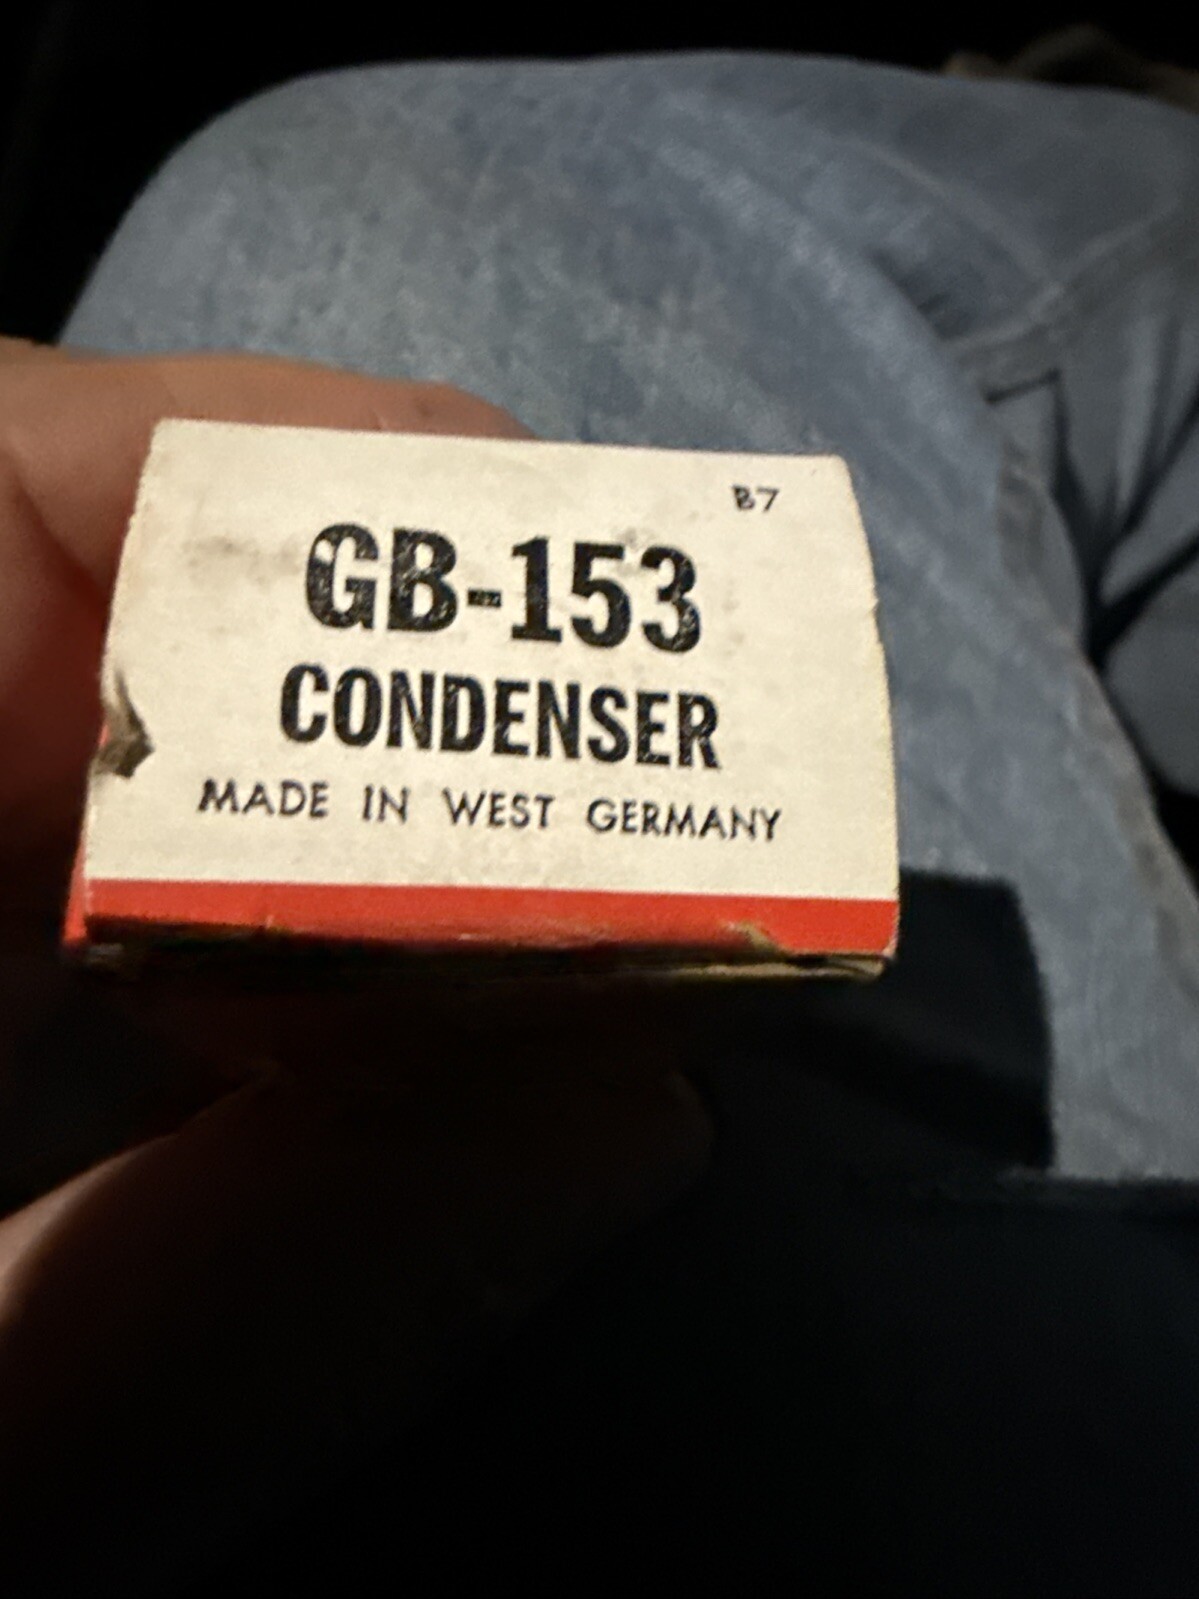 B7
GB-153
CONDENSER
MADE IN WEST GERMANY